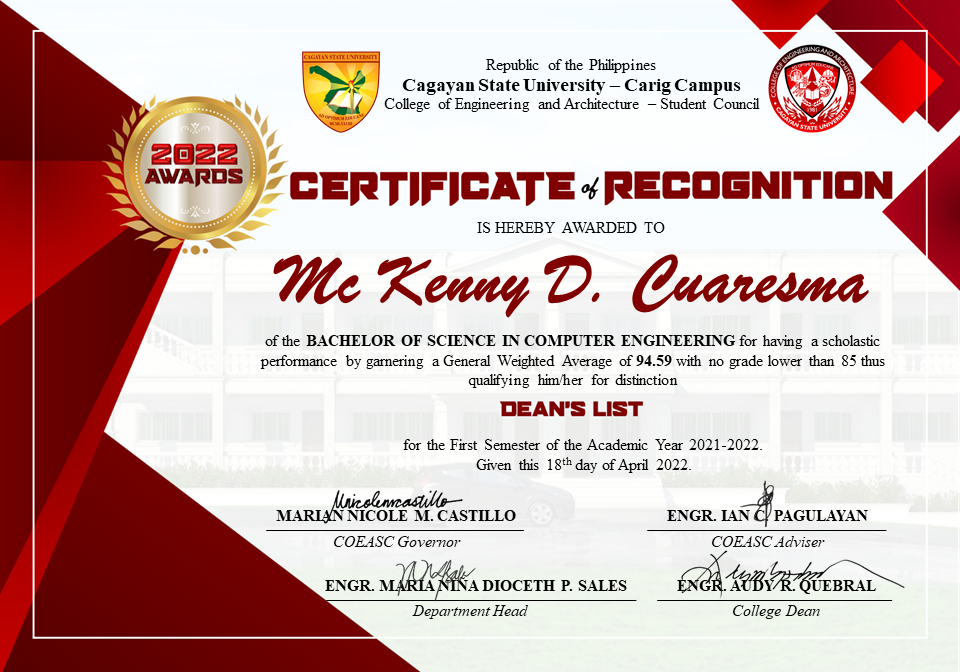 CAGAYAN STATE UNIVERSITY
Republic of the Philippines
Cagayan State University – Carig Campus
College of Engineering and Architecture – Student Council
COLLEGE OF ENGINEERING AND ARCHITECTURE
CAGAYAN STATE UNIVERSITY
1981
2022
AWARDS
CERTIFICATE of RECOGNITION
IS HEREBY AWARDED TO
Mc Kenny D. Cuaresma
of the BACHELOR OF SCIENCE IN COMPUTER ENGINEERING for having a scholastic
performance by garnering a General Weighted Average of 94.59 with no grade lower than 85 thus
qualifying him/her for distinction
DEAN'S LIST
for the First Semester of the Academic Year 2021-2022.
Given this 18th day of April 2022.
MARIAN NICOLE M. CASTILLO
COEASC Governor
ENGR. IAN C. PAGULAYAN
COEASC Adviser
ENGR. MARIA NINA DIOCETH P. SALES
Department Head
ENGR. AUDY R. QUEBRAL
College Dean